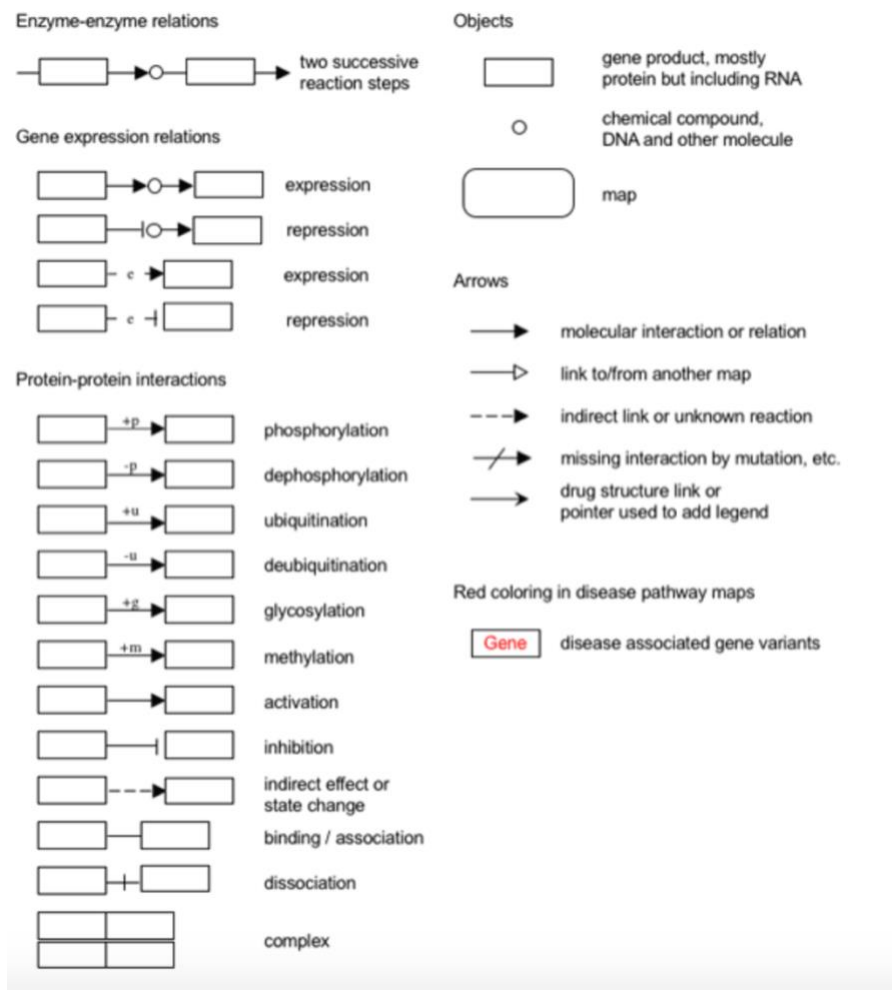 Enzyme-enzyme relations
two successive
reaction steps
Gene expression relations
expression
repression
c
expression
c
repression
Protein-protein interactions
+p
phosphorylation
-p
dephosphorylation
+u
ubiquitination
-u
deubiquitination
+g
glycosylation
+m
methylation
activation
inhibition
indirect effect or
state change
binding / association
dissociation
complex
Objects
gene product, mostly
protein but including RNA
chemical compound,
DNA and other molecule
map
Arrows
molecular interaction or relation
link to/from another map
indirect link or unknown reaction
missing interaction by mutation, etc.
drug structure link or
pointer used to add legend
Red coloring in disease pathway maps
Gene
disease associated gene variants